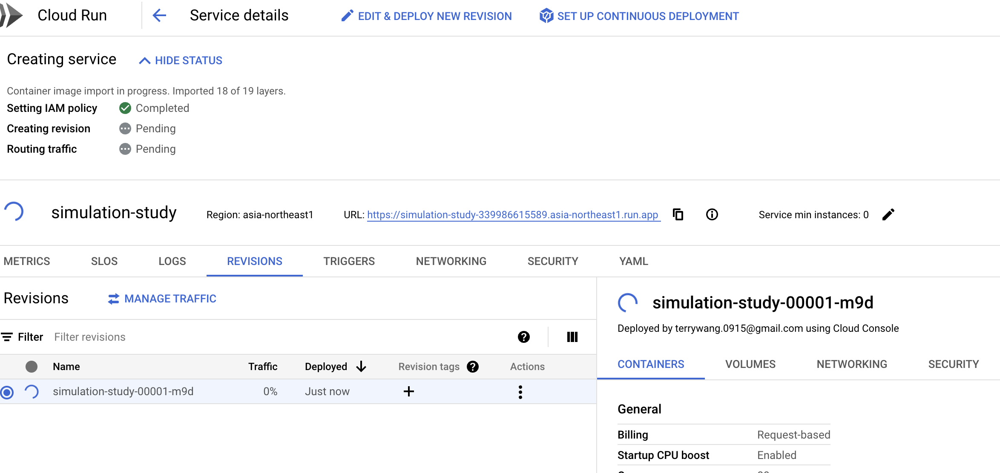 Cloud Run
Service details
EDIT & DEPLOY NEW REVISION
SET UP CONTINUOUS DEPLOYMENT
Creating service
HIDE STATUS
Container image import in progress. Imported 18 of 19 layers.
Setting IAM policy Completed
Creating revision Pending
Routing traffic Pending
simulation-study
Region: asia-northeast1
URL: https://simulation-study-339986615589.asia-northeast1.run.app
Service min instances: 0
METRICS SLOS LOGS REVISIONS TRIGGERS NETWORKING SECURITY YAML
Revisions
MANAGE TRAFFIC
Filter Filter revisions
Name Traffic Deployed Revision tags Actions
simulation-study-00001-m9d 0% Just now
simulation-study-00001-m9d
Deployed by terrywang.0915@gmail.com using Cloud Console
CONTAINERS VOLUMES NETWORKING SECURITY
General
Billing Request-based
Startup CPU boost Enabled